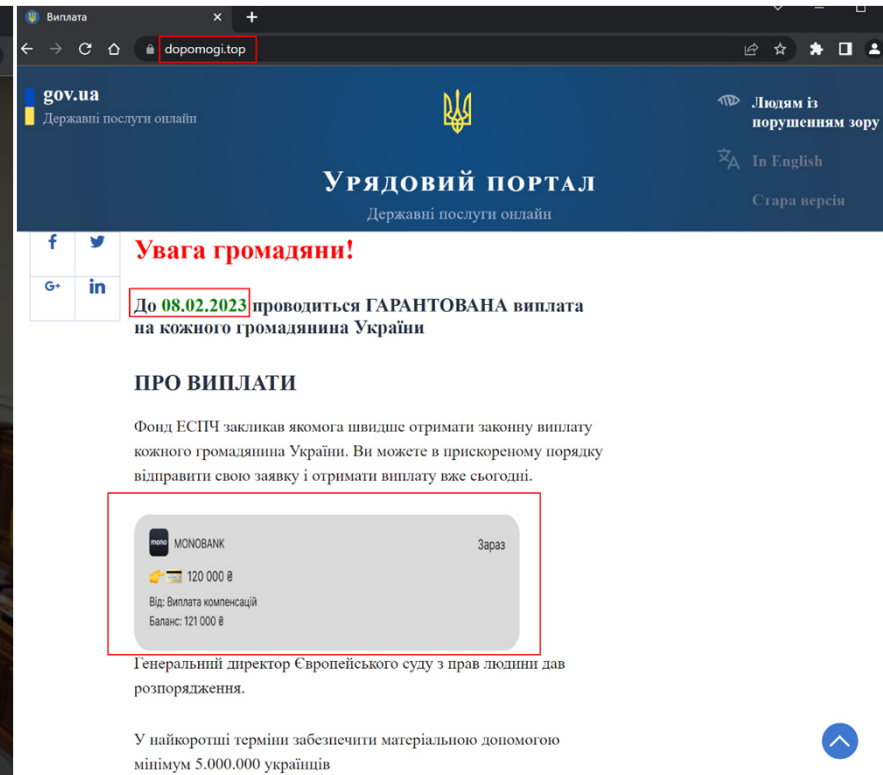 Виплата
dopomogi.top
gov.ua
Державні послуги онлайн
Урядовий портал
Державні послуги онлайн
Людям із
порушенням зору
In English
Стара версія
Увага громадяни!
До 08.02.2023 проводиться ГАРАНТОВАНА виплата
на кожного громадянина України
ПРО ВИПЛАТИ
Фонд ЕСПЧ закликав якомога швидше отримати законну виплату
кожного громадянина України. Ви можете в прискореному порядку
відправити свою заявку і отримати виплату вже сьогодні.
mono MONOBANK
Зараз
120 000 ₴
Від: Виплата компенсацій
Баланс: 121 000 ₴
Генеральний директор Європейського суду з прав людини дав
розпорядження.
У найкоротші терміни забезпечити матеріальною допомогою
мінімум 5.000.000 українців